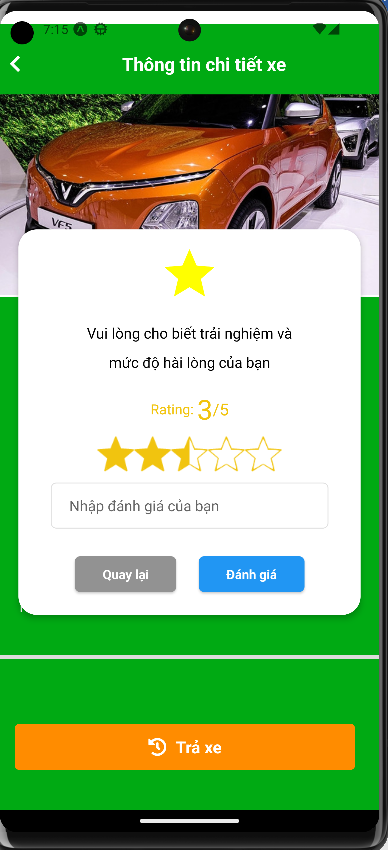 7:15
Thông tin chi tiết xe
VF5
Vui lòng cho biết trải nghiệm và
mức độ hài lòng của bạn
Rating: 3/5
Nhập đánh giá của bạn
Quay lại
Đánh giá
Trả xe